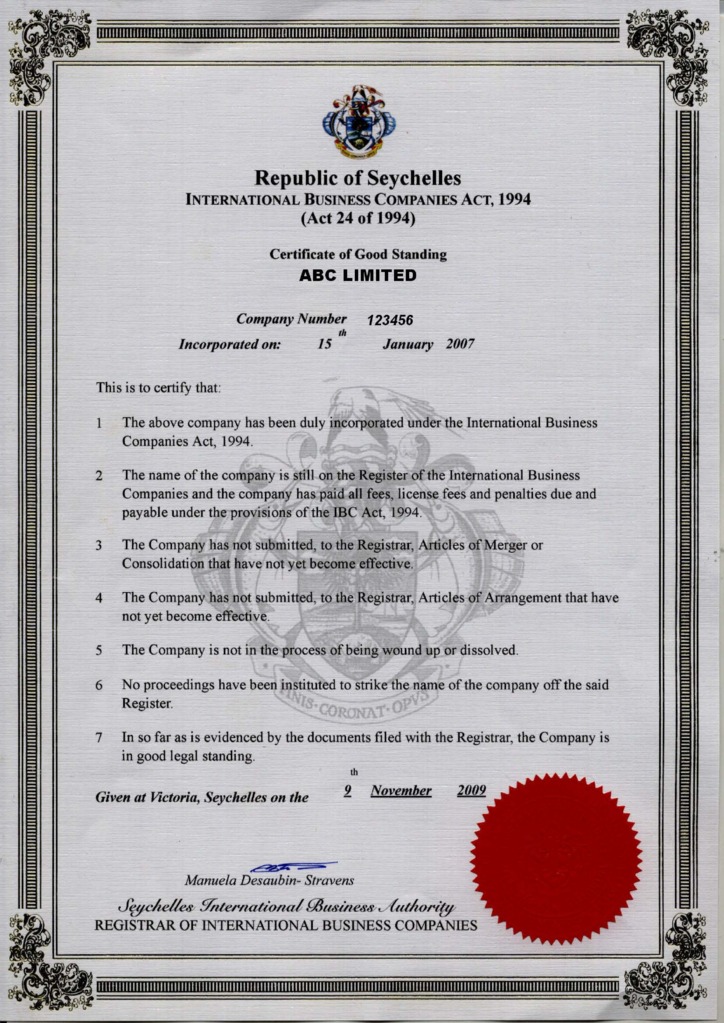 Republic of Seychelles
INTERNATIONAL BUSINESS COMPANIES ACT, 1994
(Act 24 of 1994)
Certificate of Good Standing
ABC LIMITED
Company Number 123456
Incorporated on: 15th January 2007
This is to certify that:
1 The above company has been duly incorporated under the International Business
Companies Act, 1994.
2 The name of the company is still on the Register of the International Business
Companies and the company has paid all fees, license fees and penalties due and
payable under the provisions of the IBC Act, 1994.
3 The Company has not submitted, to the Registrar, Articles of Merger or
Consolidation that have not yet become effective.
4 The Company has not submitted, to the Registrar, Articles of Arrangement that have
not yet become effective.
5 The Company is not in the process of being wound up or dissolved.
6 No proceedings have been instituted to strike the name of the company off the said
Register.
FINIS·CORONAT·OPVS
7 In so far as is evidenced by the documents filed with the Registrar, the Company is
in good legal standing.
Given at Victoria, Seychelles on the 9th November 2009
Manuela Desaubin- Stravens
Seychelles International Business Authority
REGISTRAR OF INTERNATIONAL BUSINESS COMPANIES